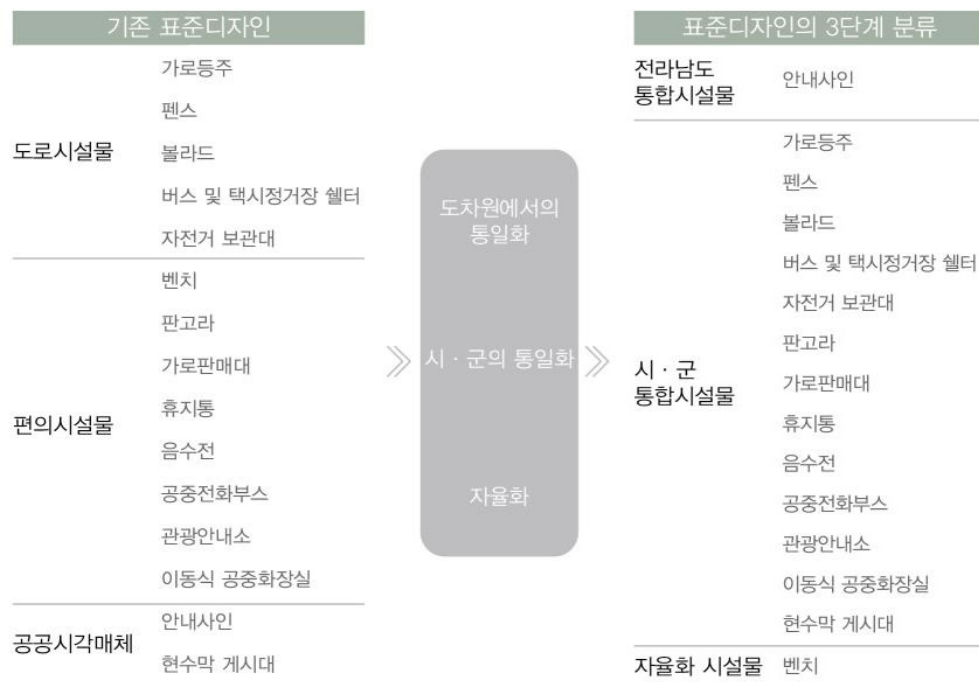 기존 표준디자인
도로시설물
가로등주
펜스
볼라드
버스 및 택시정거장 쉘터
자전거 보관대
편의시설물
벤치
판고라
가로판매대
휴지통
음수전
공중전화부스
관광안내소
이동식 공중화장실
공공시각매체
안내사인
현수막 게시대
도차원에서의
통일화
시 · 군의 통일화
자율화
표준디자인의 3단계 분류
전라남도
통합시설물
안내사인
시 · 군
통합시설물
가로등주
펜스
볼라드
버스 및 택시정거장 쉘터
자전거 보관대
판고라
가로판매대
휴지통
음수전
공중전화부스
관광안내소
이동식 공중화장실
현수막 게시대
자율화 시설물
벤치